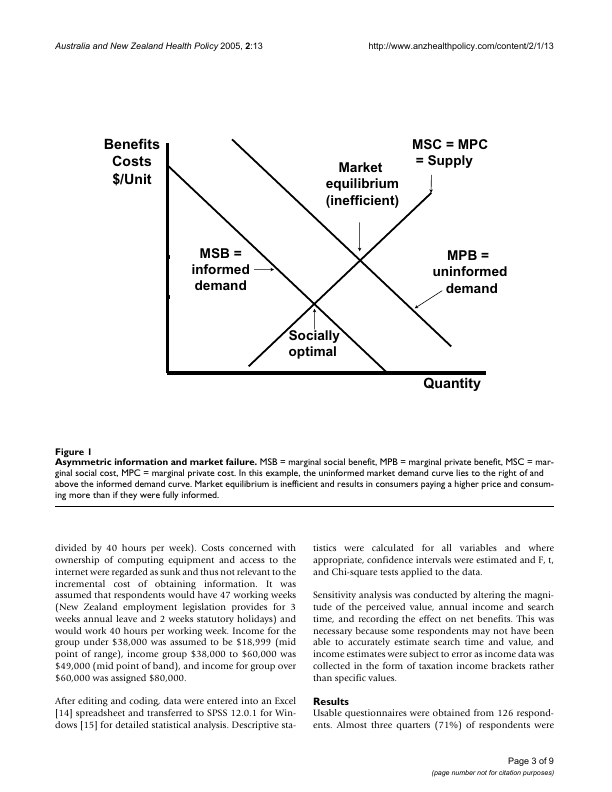 Australia and New Zealand Health Policy 2005, 2:13
http://www.anzhealthpolicy.com/content/2/1/13
Benefits
Costs
$/Unit
MSC = MPC
= Supply
Market
equilibrium
(inefficient)
MSB =
informed
demand
MPB =
uninformed
demand
Socially
optimal
Quantity
Figure 1
Asymmetric information and market failure. MSB = marginal social benefit, MPB = marginal private benefit, MSC = mar-
ginal social cost, MPC = marginal private cost. In this example, the uninformed market demand curve lies to the right of and
above the informed demand curve. Market equilibrium is inefficient and results in consumers paying a higher price and consum-
ing more than if they were fully informed.
divided by 40 hours per week). Costs concerned with
ownership of computing equipment and access to the
internet were regarded as sunk and thus not relevant to the
incremental cost of obtaining information. It was
assumed that respondents would have 47 working weeks
(New Zealand employment legislation provides for 3
weeks annual leave and 2 weeks statutory holidays) and
would work 40 hours per working week. Income for the
group under $38,000 was assumed to be $18,999 (mid
point of range), income group $38,000 to $60,000 was
$49,000 (mid point of band), and income for group over
$60,000 was assigned $80,000.
After editing and coding, data were entered into an Excel
[14] spreadsheet and transferred to SPSS 12.0.1 for Win-
dows [15] for detailed statistical analysis. Descriptive sta-
tistics were calculated for all variables and where
appropriate, confidence intervals were estimated and F, t,
and Chi-square tests applied to the data.
Sensitivity analysis was conducted by altering the magni-
tude of the perceived value, annual income and search
time, and recording the effect on net benefits. This was
necessary because some respondents may not have been
able to accurately estimate search time and value, and
income estimates were subject to error as income data was
collected in the form of taxation income brackets rather
than specific values.
Results
Usable questionnaires were obtained from 126 respond-
ents. Almost three quarters (71%) of respondents were
Page 3 of 9
(page number not for citation purposes)